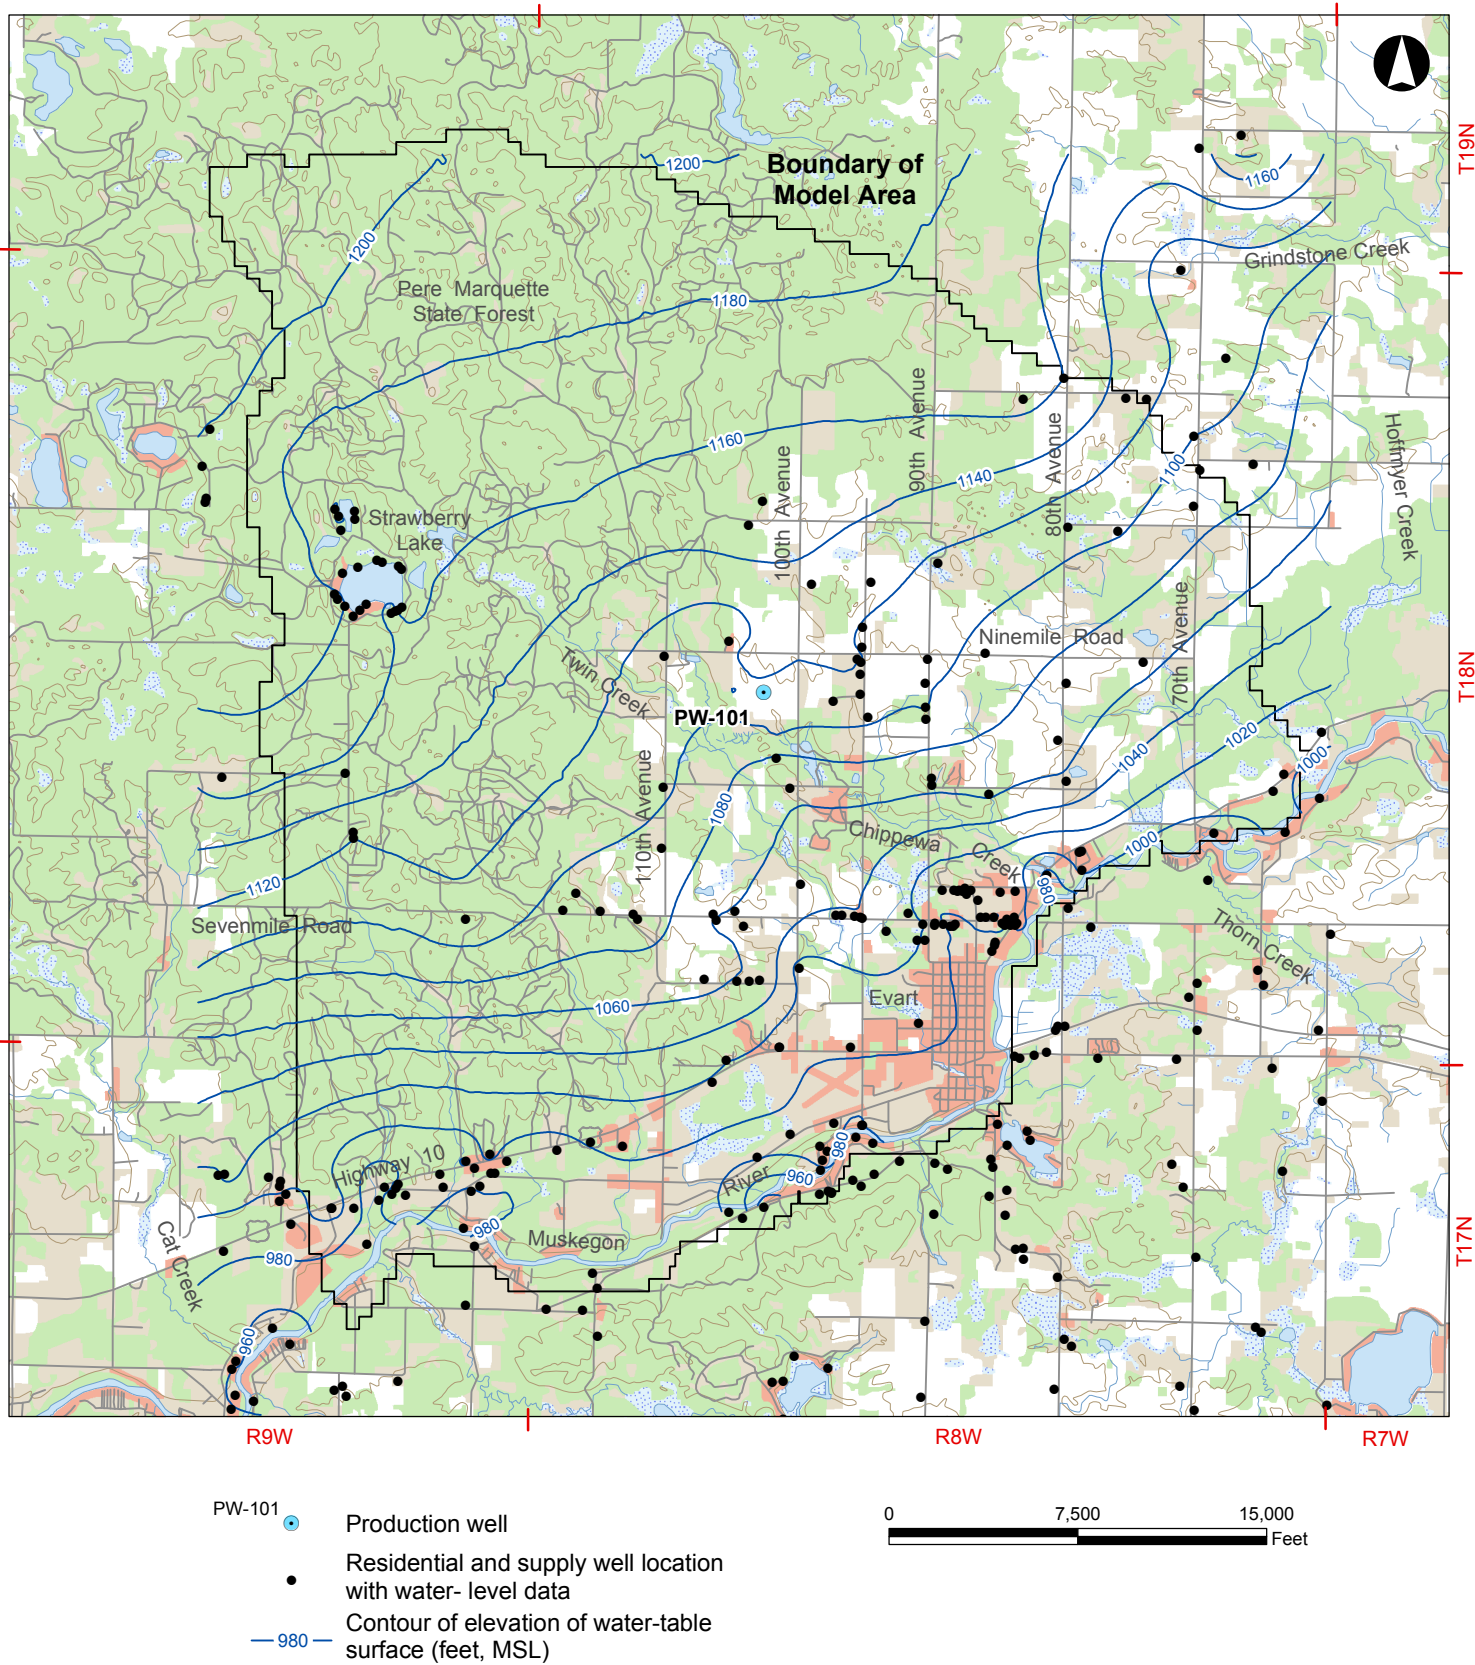 T19N
1200
Boundary of
Model Area
1160
1200
Grindstone Creek
Pere Marquette
State Forest
1180
90th Avenue
1160
80th Avenue
Hoffmyer Creek
100th Avenue
1140
1100
Strawberry
Lake
Ninemile Road
70th Avenue
T18N
Twin Creek
PW-101
1020
1040
1000
110th Avenue
1080
Chippewa
Creek
1000
1120
980
Sevenmile Road
Thorn Creek
Evart
1060
Highway 10
980
River
960
T17N
Cat Creek
980
Muskegon
980
960
R9W
R8W
R7W
PW-101
Production well
Residential and supply well location
with water- level data
980
Contour of elevation of water-table
surface (feet, MSL)
0
7,500
15,000
Feet